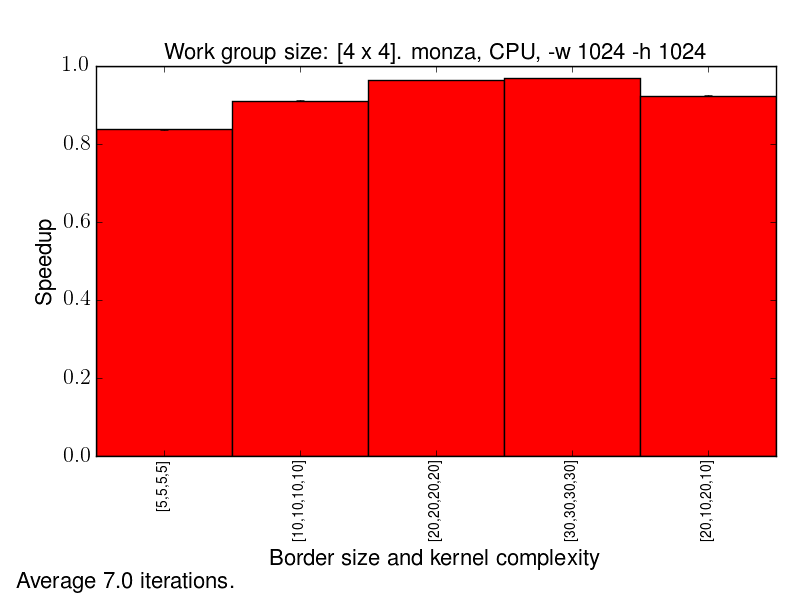 Work group size: [4 x 4]. monza, CPU, -w 1024 -h 1024
1.0
0.8
0.6
0.4
0.2
0.0
Speedup
[5,5,5,5]
[10,10,10,10]
[20,20,20,20]
[30,30,30,30]
[20,10,20,10]
Border size and kernel complexity
Average 7.0 iterations.